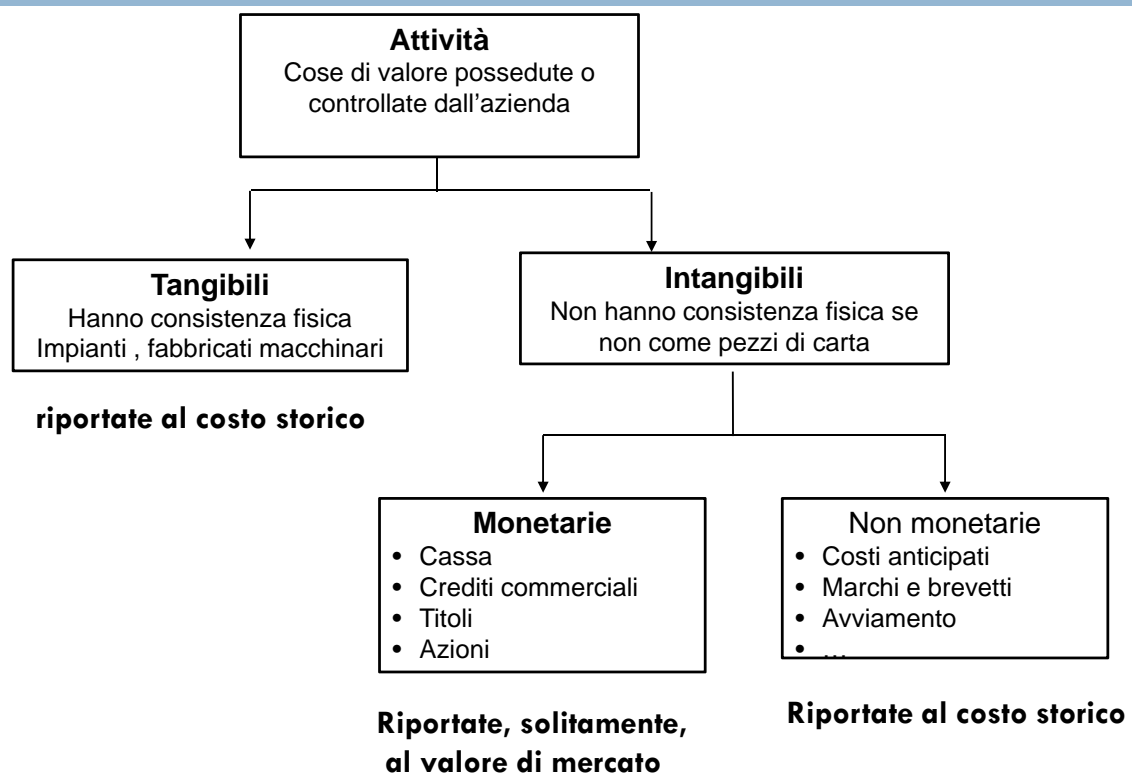 Attività
Cose di valore possedute o
controllate dall'azienda
Tangibili
Hanno consistenza fisica
Impianti , fabbricati macchinari
riportate al costo storico
Intangibili
Non hanno consistenza fisica se
non come pezzi di carta
Monetarie
• Cassa
• Crediti commerciali
• Titoli
• Azioni
Riportate, solitamente,
al valore di mercato
Non monetarie
• Costi anticipati
• Marchi e brevetti
• Avviamento
• ...
Riportate al costo storico